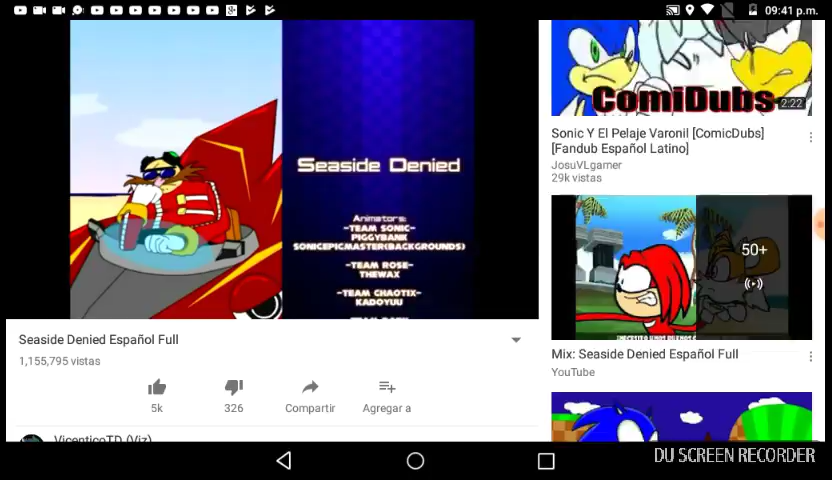 09:41 p.m.
Seaside Denied
Animators:
-TEAM SONIC-
PIGGYBANK
SONICEPICMASTER(BACKGROUNDS)
-TEAM ROSE-
THEWAX
-TEAM CHAOTIX-
KADOYUU
Seaside Denied Español Full
1,155,795 vistas
5k
326
Compartir
Agregar a
VicenticoTD (Viz)
ComiDubs
2:22
Sonic Y El Pelaje Varonil [ComicDubs]
[Fandub Español Latino]
JosuVLgamer
29k vistas
50+
Mix: Seaside Denied Español Full
YouTube
DU SCREEN RECORDER